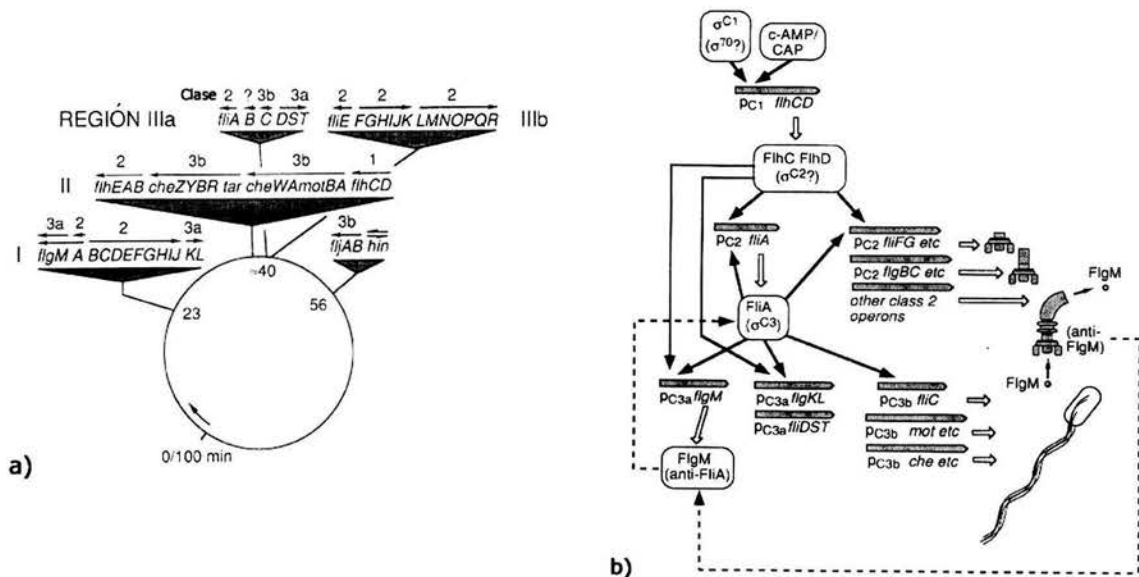 Clase 2 ? 3b 3a 2 2 2
REGIÓN IIIa fliA B C DST fliE FGHIJK LMNOPQR IIIb
2 3b 3b 1
II flhEAB cheZYBR tar cheWAmotBA flhCD
3a 2 2 3a 3b
I flgM A BCDEFGHIJ KL fljAB hin
≈40
23 56
0/100 min
a)
σC1
(σ70?)
c-AMP/
CAP
pC1 flhCD
FlhC FlhD
(σC2?)
pC2 fliA
pC2 fliFG etc
pC2 flgBC etc
other class 2
operons
FlgM
FliA
(σC3)
(anti-
FlgM)
FlgM
pC3a flgM
pC3a flgKL
pC3a fliDST
pC3b fliC
pC3b mot etc
pC3b che etc
FlgM
(anti-FliA)
b)